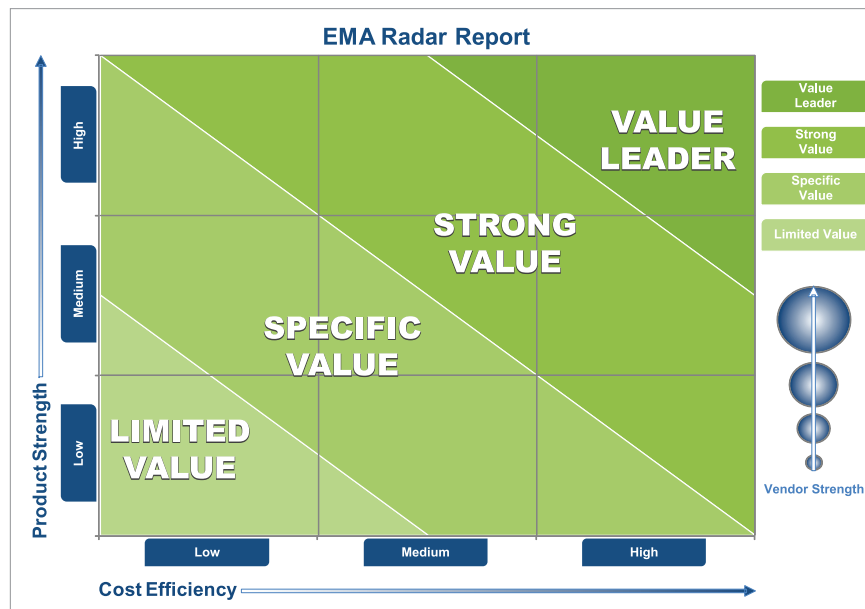 EMA Radar Report
Product Strength
High
Medium
Low
VALUE
LEADER
STRONG
VALUE
SPECIFIC
VALUE
LIMITED
VALUE
Low
Medium
High
Cost Efficiency
Value
Leader
Strong
Value
Specific
Value
Limited Value
Vendor Strength